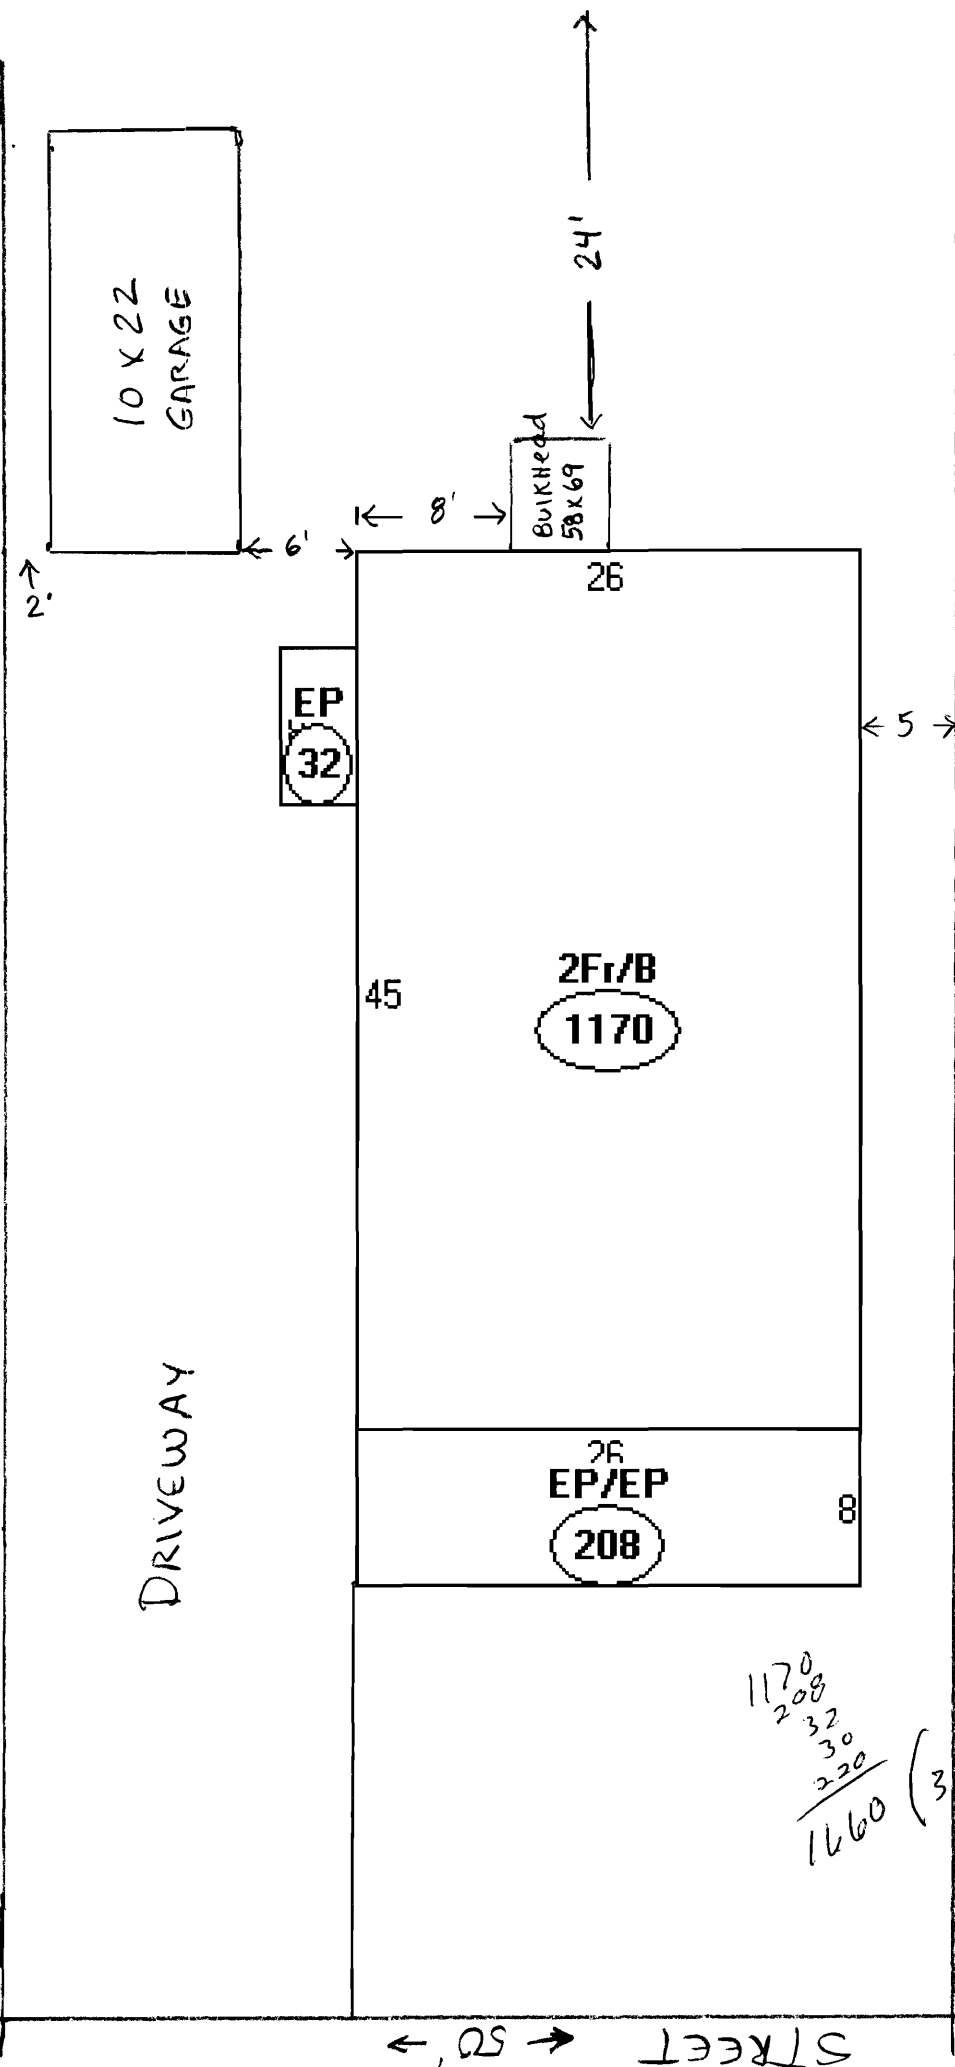 24'
10 X 22
GARAGE
BulkHead
58x69
8'
6'
2'
26
EP
32
5
45
2Fr/B
1170
DRIVEWAY
26
EP/EP
8
208
1170
208
32
30
220
1660 (3
STREET
50'